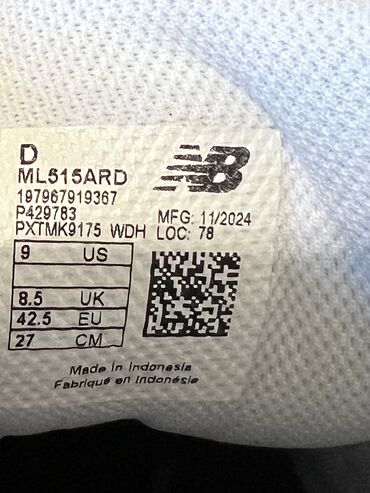 D
ML515ARD
NB
197967919367
P429783
MFG: 11/2024
PXTMK9175 WDH LOC: 78
9 US
8.5 UK
42.5 EU
27 CM
Made in Indonesia
Fabriqué en Indonésie